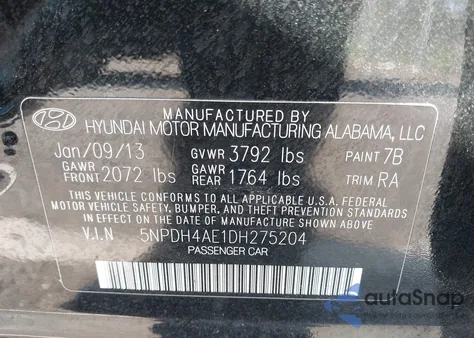 MANUFACTURED BY
HYUNDAI MOTOR MANUFACTURING ALABAMA, LLC
Jan/09/13 GVWR 3792 lbs PAINT 7B
GAWR FRONT 2072 lbs GAWR REAR 1764 lbs TRIM RA
THIS VEHICLE CONFORMS TO ALL APPLICABLE U.S.A. FEDERAL
MOTOR VEHICLE SAFETY, BUMPER, AND THEFT PREVENTION
STANDARDS IN EFFECT ON THE DATE OF MANUFACTURE SHOWN ABOVE.
V.I.N 5NPDH4AE1DH275204
PASSENGER CAR
autoSnap